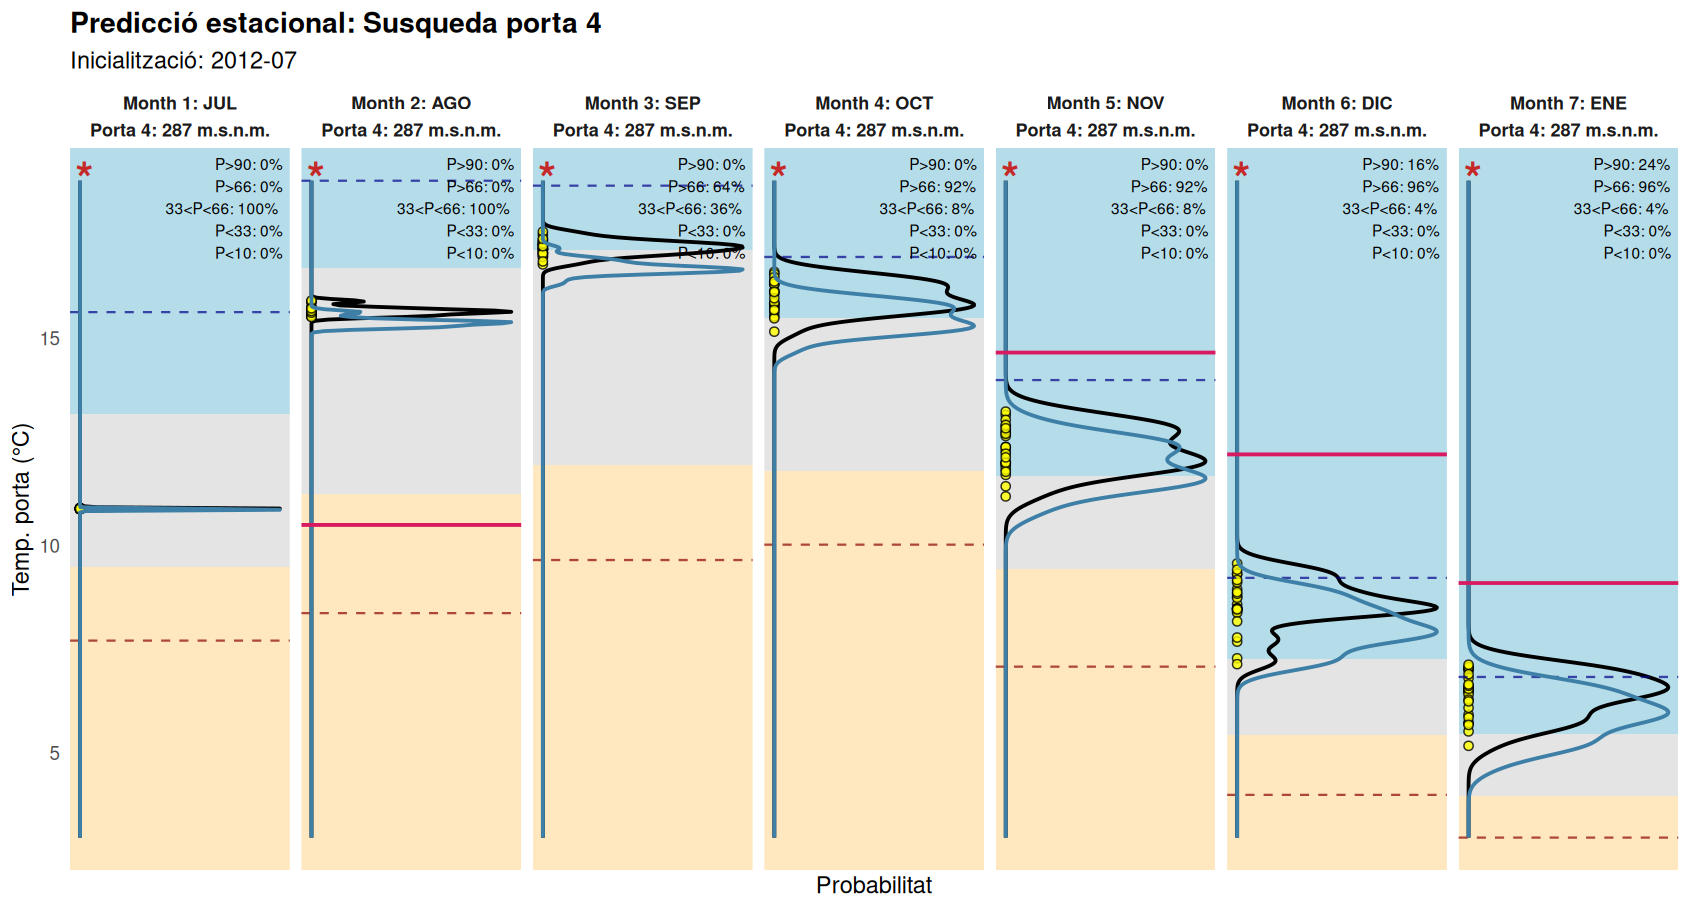 Predicció estacional: Susqueda porta 4
Inicialització: 2012-07
Month 1: JUL
Porta 4: 287 m.s.n.m.
*
P>90: 0%
P>66: 0%
33<P<66: 100%
P<33: 0%
P<10: 0%
Month 2: AGO
Porta 4: 287 m.s.n.m.
*
P>90: 0%
P>66: 0%
33<P<66: 100%
P<33: 0%
P<10: 0%
Month 3: SEP
Porta 4: 287 m.s.n.m.
*
P>90: 0%
P>66: 64%
33<P<66: 36%
P<33: 0%
P<10: 0%
Month 4: OCT
Porta 4: 287 m.s.n.m.
*
P>90: 0%
P>66: 92%
33<P<66: 8%
P<33: 0%
P<10: 0%
Month 5: NOV
Porta 4: 287 m.s.n.m.
*
P>90: 0%
P>66: 92%
33<P<66: 8%
P<33: 0%
P<10: 0%
Month 6: DIC
Porta 4: 287 m.s.n.m.
*
P>90: 16%
P>66: 96%
33<P<66: 4%
P<33: 0%
P<10: 0%
Month 7: ENE
Porta 4: 287 m.s.n.m.
*
P>90: 24%
P>66: 96%
33<P<66: 4%
P<33: 0%
P<10: 0%
Temp. porta (°C)
15
10
5
Probabilitat